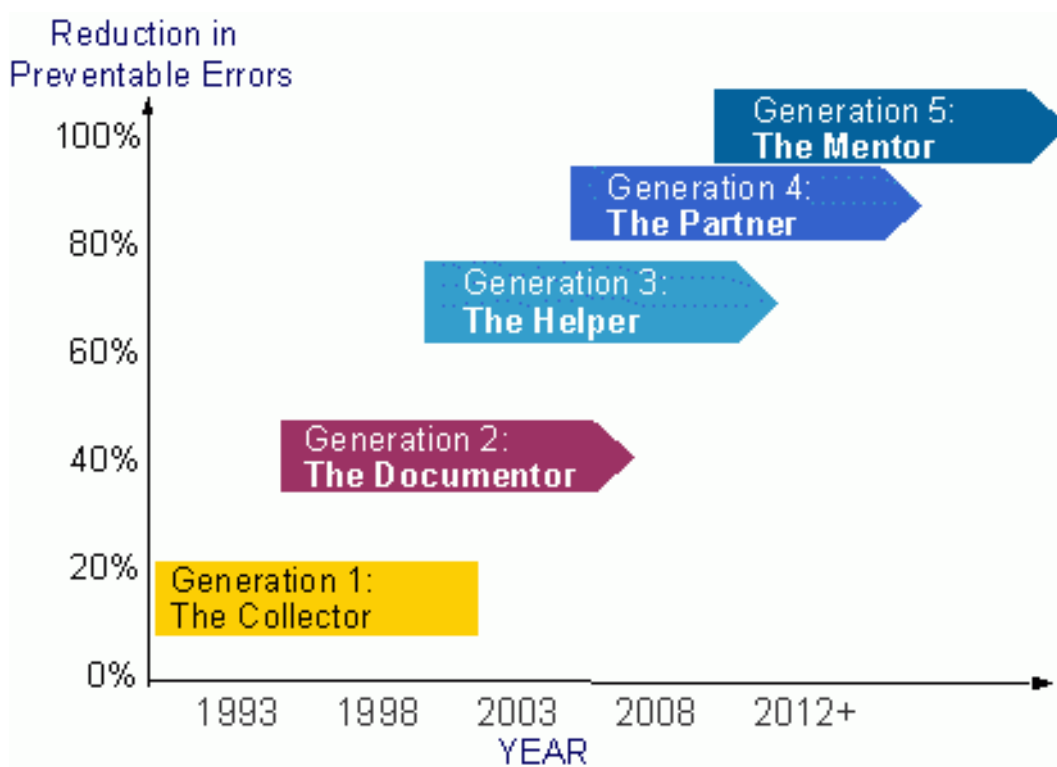 Reduction in
Preventable Errors
100%
80%
60%
40%
20%
0%
Generation 5:
The Mentor
Generation 4:
The Partner
Generation 3:
The Helper
Generation 2:
The Documentor
Generation 1:
The Collector
1993 1998 2003 2008 2012+
YEAR